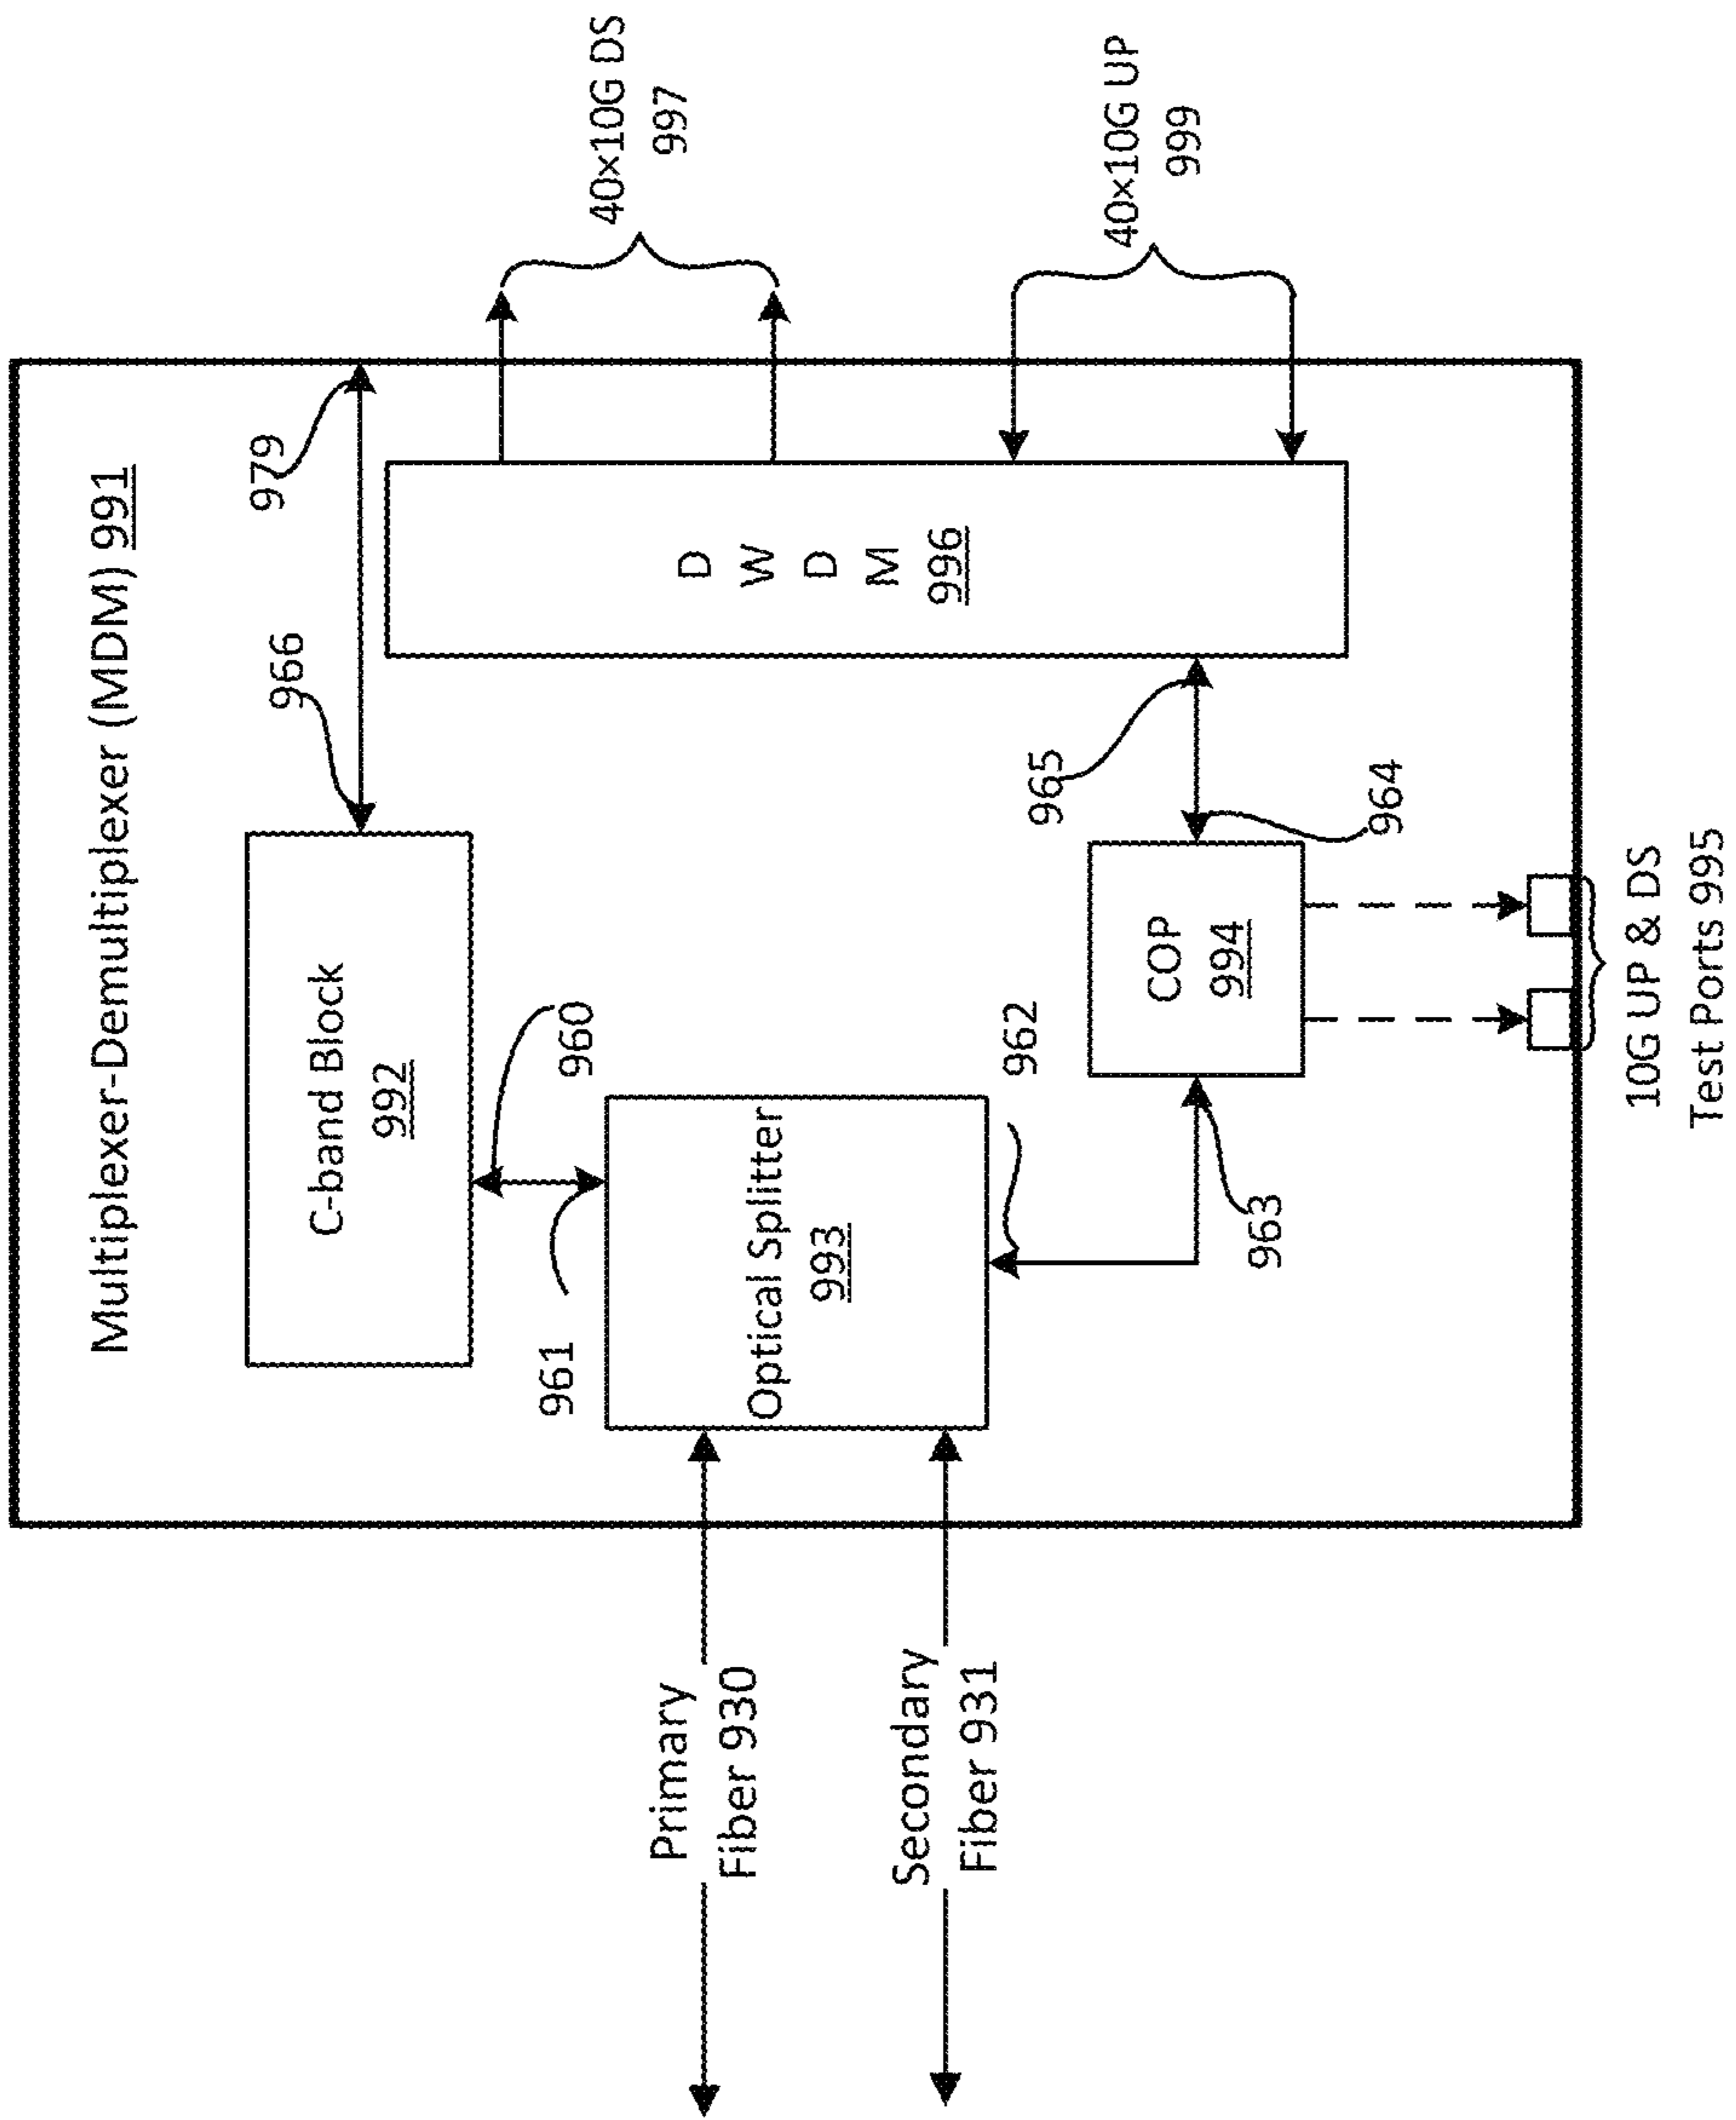 Multiplexer-Demultiplexer (MDM) 991
979
966
C-band Block
992
960
961
Optical Splitter
993
962
963
COP
994
964
965
D
W
D
M
996
40×10G DS
997
40×10G UP
999
Primary
Fiber 930
Secondary
Fiber 931
10G UP & DS
Test Ports 995